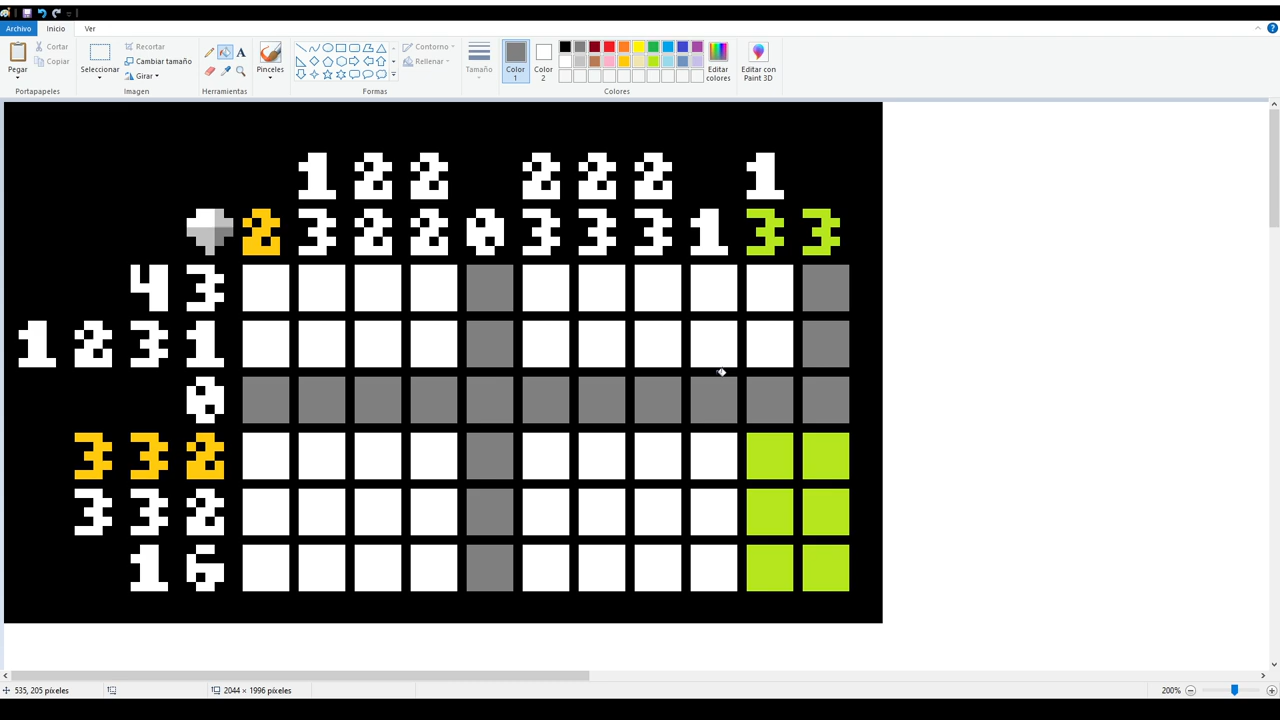 Archivo Inicio Ver
Pegar
Cortar
Copiar
Portapapeles
Seleccionar
Recortar
Cambiar tamaño
Girar
Imagen
A
Herramientas
Pinceles
Contorno
Rellenar
Formas
Tamaño
Color 1
Color 2
Editar colores
Colores
Editar con Paint 3D
1 2 2 2 2 2 1
2 3 2 2 0 3 3 3 1 3 3
4 3
1 2 3 1
0
3 3 2
3 3 2
1 5
535, 205 píxeles 2044 × 1996 píxeles 200%